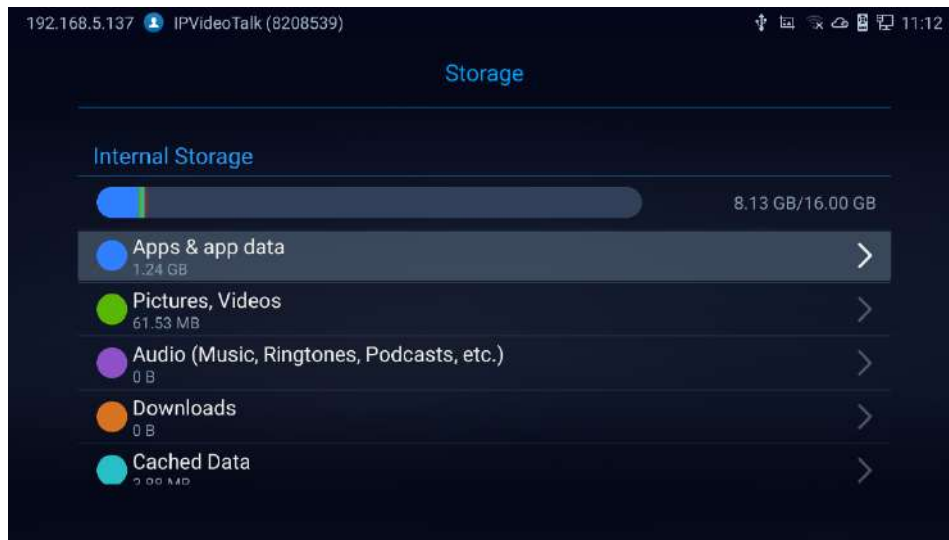 192.168.5.137 IPVideoTalk (8208539) 11:12
Storage
Internal Storage
8.13 GB/16.00 GB
Apps & app data
1.24 GB
Pictures, Videos
61.53 MB
Audio (Music, Ringtones, Podcasts, etc.)
0 B
Downloads
0 B
Cached Data